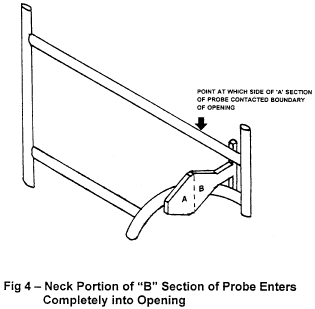 POINT AT WHICH SIDE OF 'A' SECTION
OF PROBE CONTACTED BOUNDARY
OF OPENING
A
B
Fig 4 – Neck Portion of “B” Section of Probe Enters
Completely into Opening